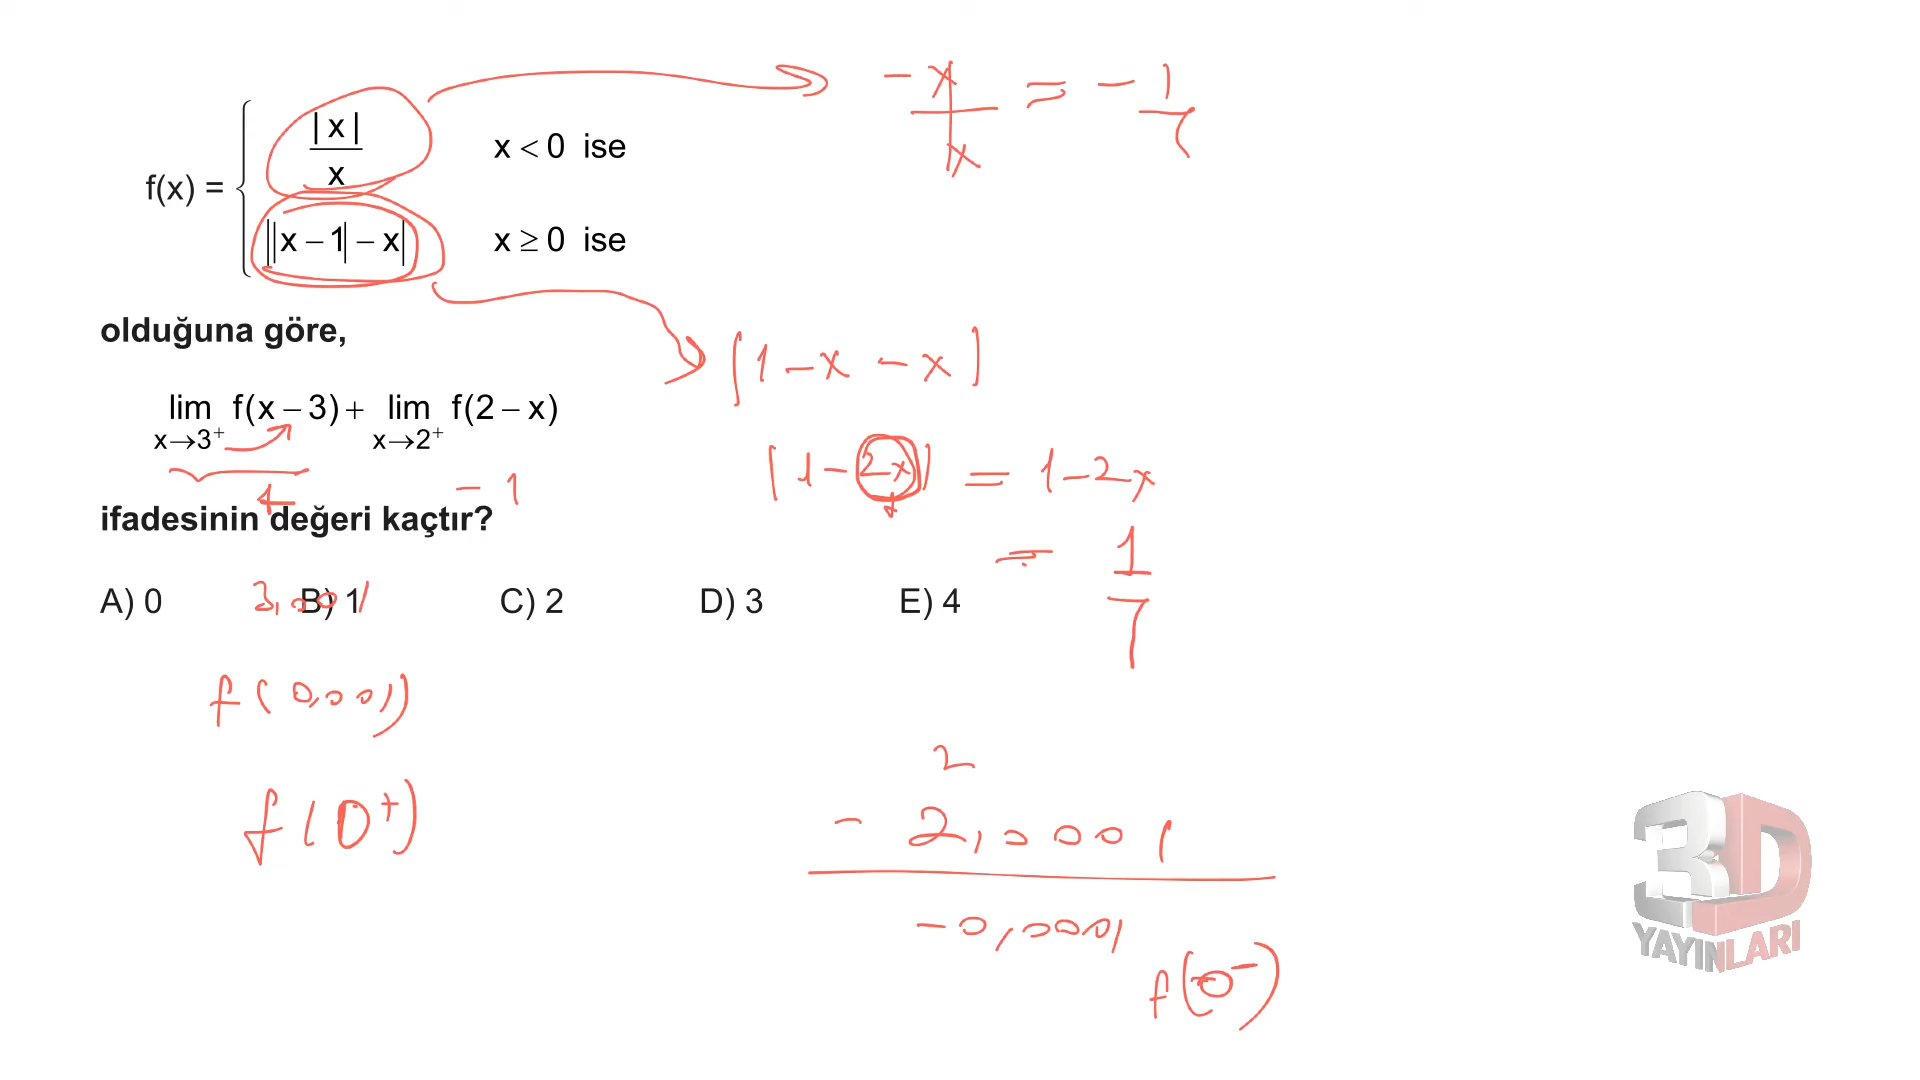 f(x) = { |x| / x    x < 0 ise
||x – 1| – x|    x ≥ 0 ise
– x / x = – 1
olduğuna göre,
|1 – x – x|
lim x→3⁺ f(x – 3) + lim x→2⁺ f(2 – x)
|1 – 2x| = 1 – 2x
– 1
ifadesinin değeri kaçtır?
= 1
A) 0    B) 1    C) 2    D) 3    E) 4
3,001
f(0,001)
2
– 2,0001
f(0⁺)
–0,0001
f(0⁻)
3D
YAYINLARI